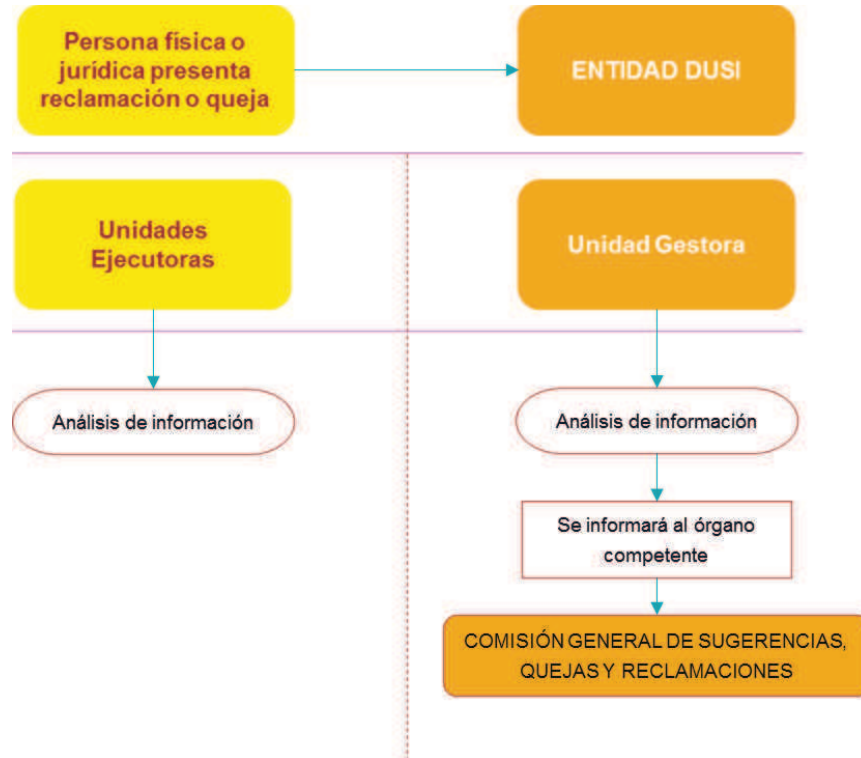 Persona física o
jurídica presenta
reclamación o queja
ENTIDAD DUSI
Unidades
Ejecutoras
Unidad Gestora
Análisis de información
Análisis de información
Se informará al órgano
competente
COMISIÓN GENERAL DE SUGERENCIAS,
QUEJAS Y RECLAMACIONES